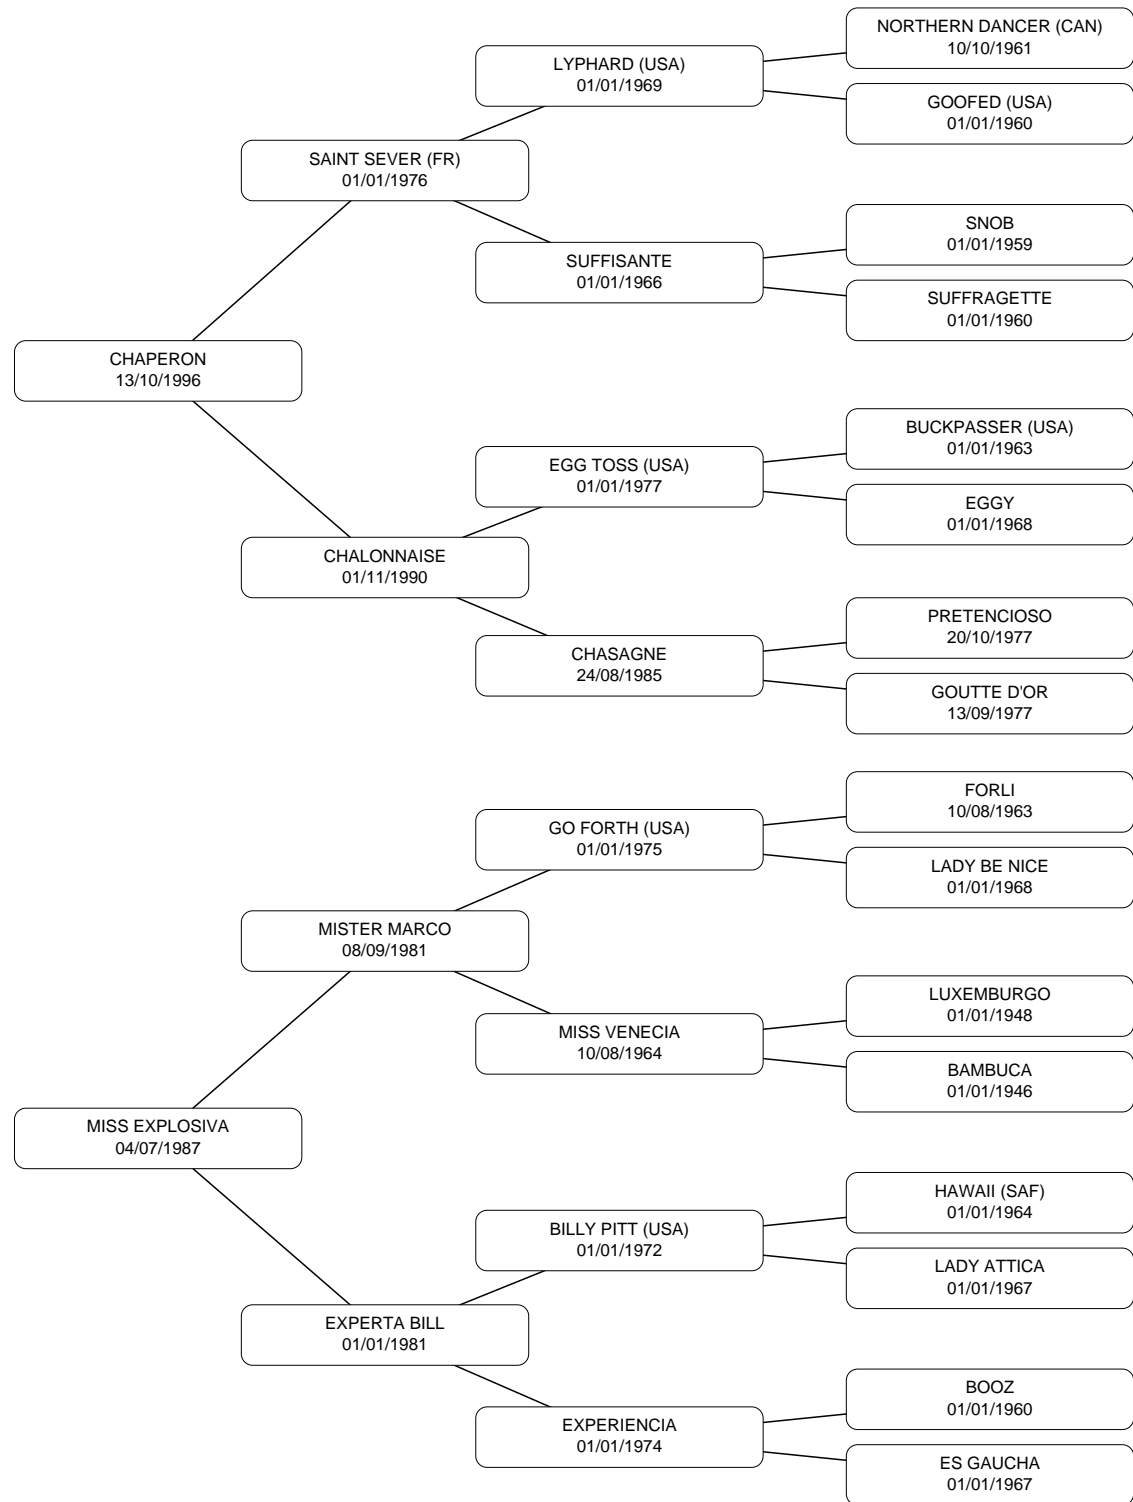 NORTHERN DANCER (CAN)
10/10/1961
LYPHARD (USA)
01/01/1969
GOOFED (USA)
01/01/1960
SAINT SEVER (FR)
01/01/1976
SNOB
01/01/1959
SUFFISANTE
01/01/1966
SUFFRAGETTE
01/01/1960
CHAPERON
13/10/1996
BUCKPASSER (USA)
01/01/1963
EGG TOSS (USA)
01/01/1977
EGGY
01/01/1968
CHALONNAISE
01/11/1990
PRETENCIOSO
20/10/1977
CHASAGNE
24/08/1985
GOUTTE D'OR
13/09/1977
FORLI
10/08/1963
GO FORTH (USA)
01/01/1975
LADY BE NICE
01/01/1968
MISTER MARCO
08/09/1981
LUXEMBURGO
01/01/1948
MISS VENECIA
10/08/1964
BAMBUCA
01/01/1946
MISS EXPLOSIVA
04/07/1987
HAWAII (SAF)
01/01/1964
BILLY PITT (USA)
01/01/1972
LADY ATTICA
01/01/1967
EXPERTA BILL
01/01/1981
BOOZ
01/01/1960
EXPERIENCIA
01/01/1974
ES GAUCHA
01/01/1967